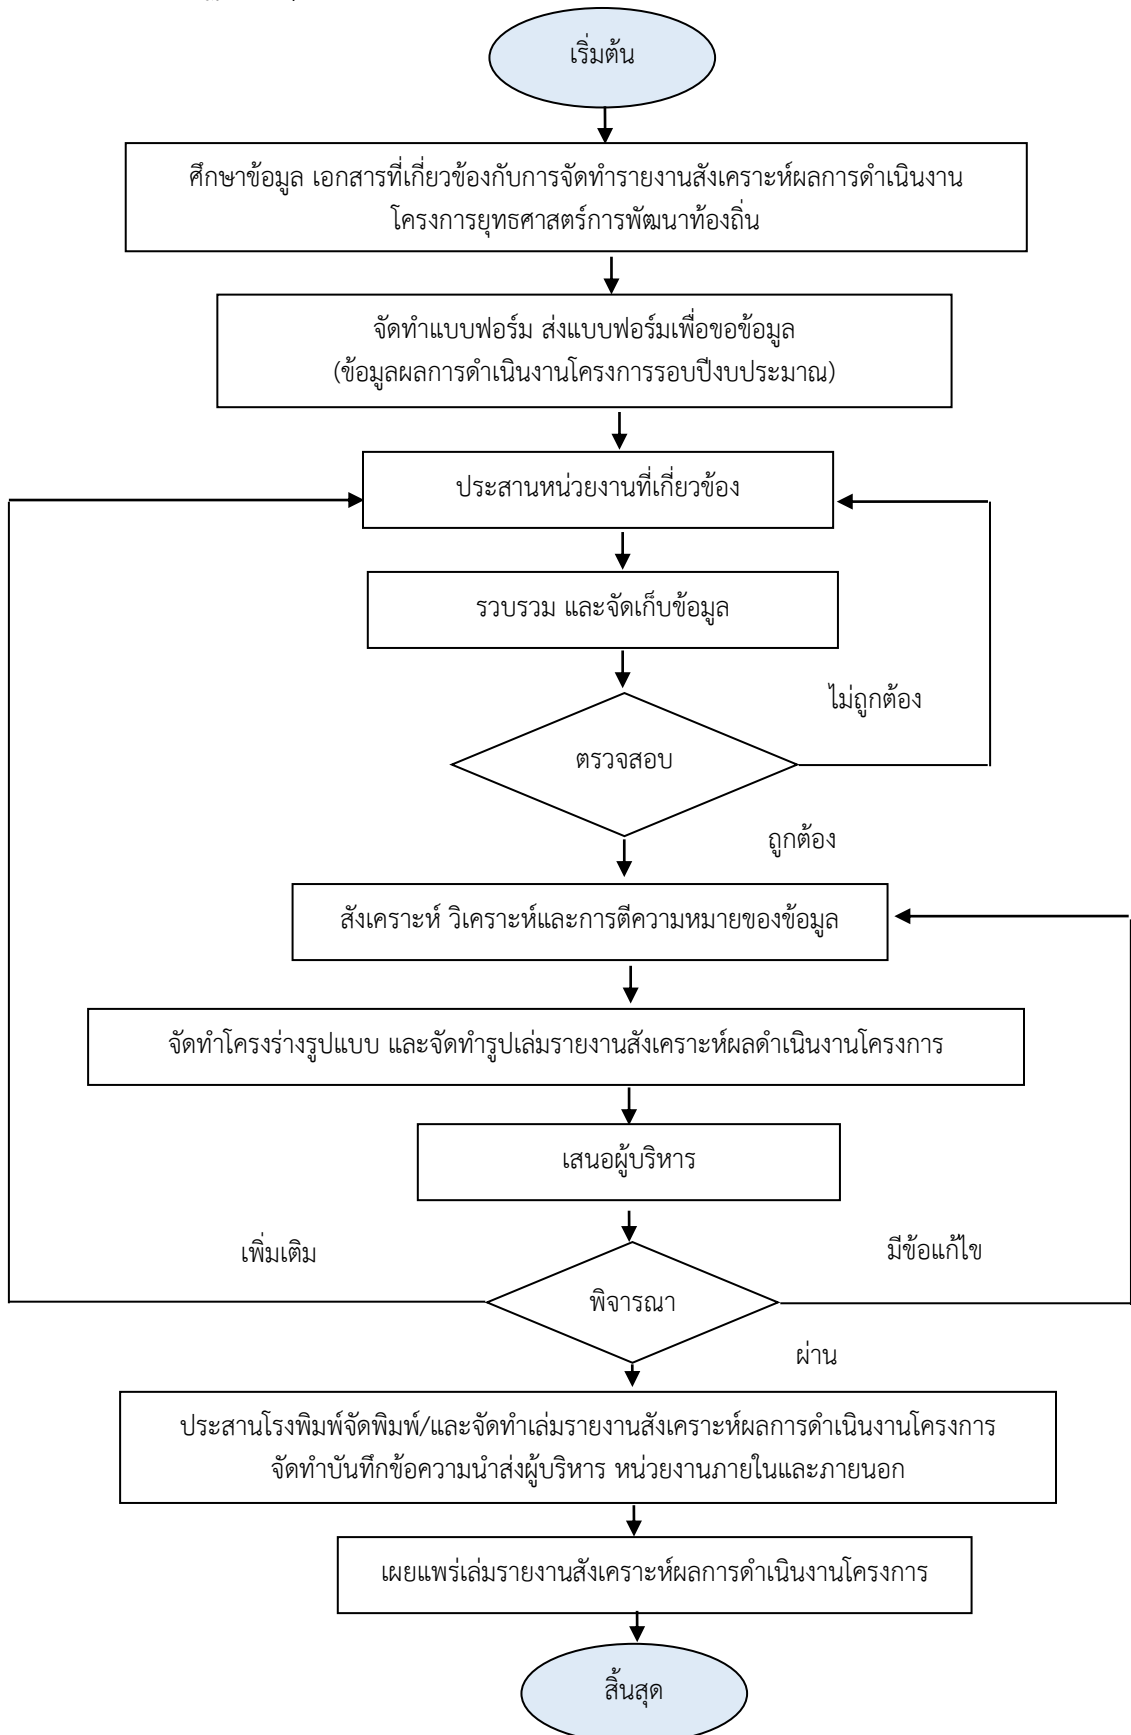 เริ่มต้น
ศึกษาข้อมูล เอกสารที่เกี่ยวข้องกับการจัดทำรายงานสังเคราะห์ผลการดำเนินงาน
โครงการยุทธศาสตร์การพัฒนาท้องถิ่น
จัดทำแบบฟอร์ม ส่งแบบฟอร์มเพื่อขอข้อมูล
(ข้อมูลผลการดำเนินงานโครงการรอบปีงบประมาณ)
ประสานหน่วยงานที่เกี่ยวข้อง
รวบรวม และจัดเก็บข้อมูล
ไม่ถูกต้อง
ตรวจสอบ
ถูกต้อง
สังเคราะห์ วิเคราะห์และการตีความหมายของข้อมูล
จัดทำโครงร่างรูปแบบ และจัดทำรูปเล่มรายงานสังเคราะห์ผลดำเนินงานโครงการ
เสนอผู้บริหาร
เพิ่มเติม
มีข้อแก้ไข
พิจารณา
ผ่าน
ประสานโรงพิมพ์จัดพิมพ์/และจัดทำเล่มรายงานสังเคราะห์ผลการดำเนินงานโครงการ
จัดทำบันทึกข้อความนำส่งผู้บริหาร หน่วยงานภายในและภายนอก
เผยแพร่เล่มรายงานสังเคราะห์ผลการดำเนินงานโครงการ
สิ้นสุด